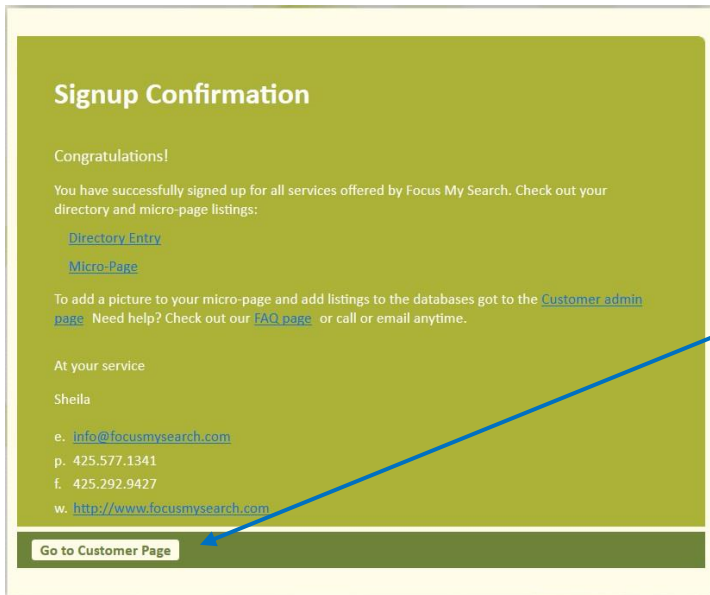 Signup Confirmation
Congratulations!
You have successfully signed up for all services offered by Focus My Search. Check out your
directory and micro-page listings:
Directory Entry
Micro-Page
To add a picture to your micro-page and add listings to the databases got to the Customer admin
page Need help? Check out our FAQ page or call or email anytime.
At your service
Sheila
e. info@focusmysearch.com
p. 425.577.1341
f. 425.292.9427
w. http://www.focusmysearch.com
Go to Customer Page